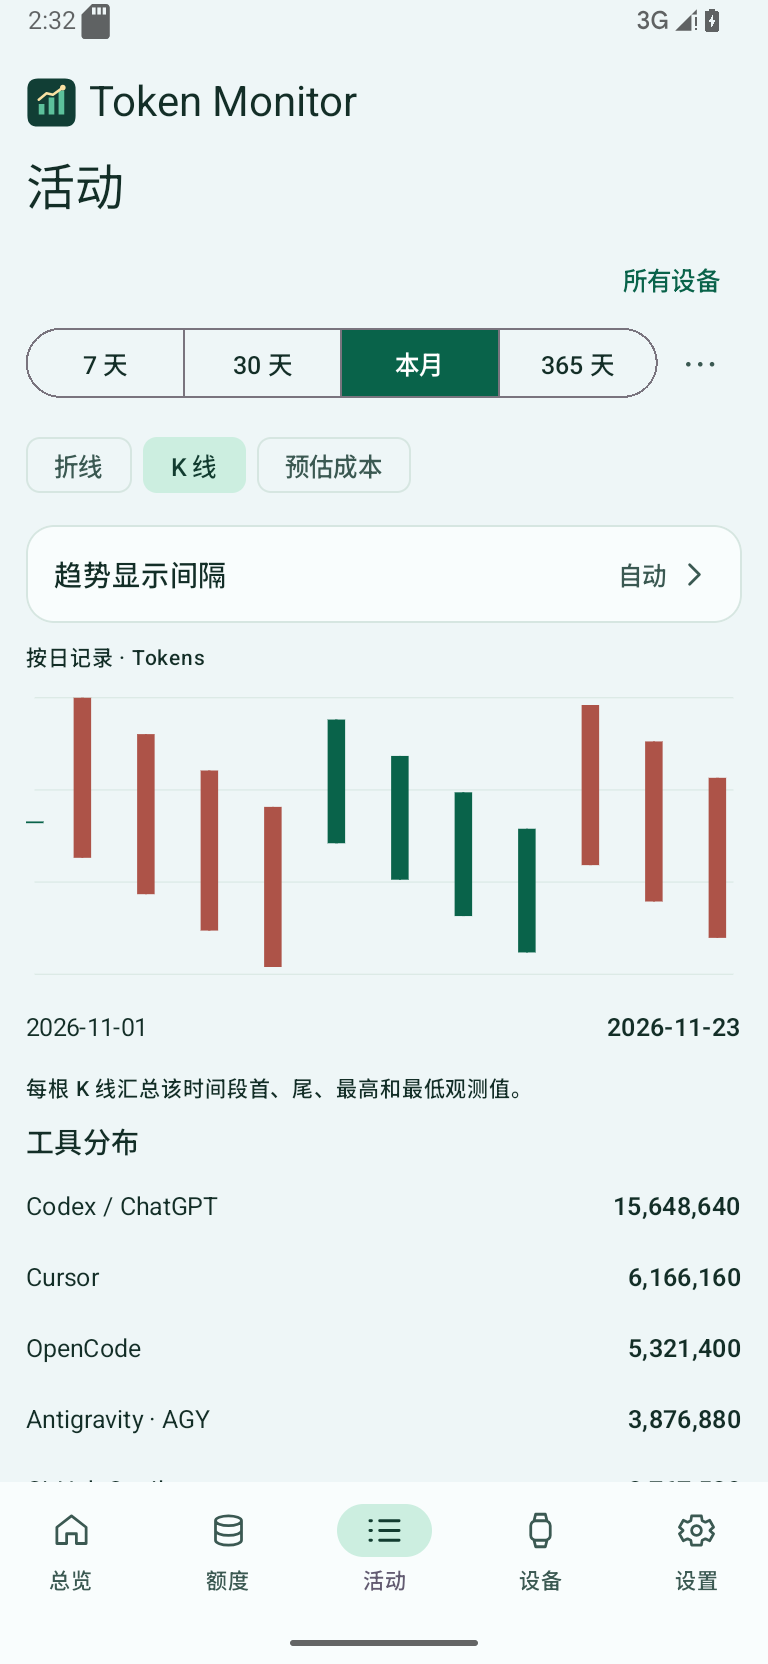 2:32
3G
Token Monitor
活动
所有设备
7 天
30 天
本月
365 天
折线
K 线
预估成本
趋势显示间隔
自动
按日记录 · Tokens
2026-11-01
2026-11-23
每根 K 线汇总该时间段首、尾、最高和最低观测值。
工具分布
Codex / ChatGPT 15,648,640
Cursor 6,166,160
OpenCode 5,321,400
Antigravity · AGY 3,876,880
总览
额度
活动
设备
设置